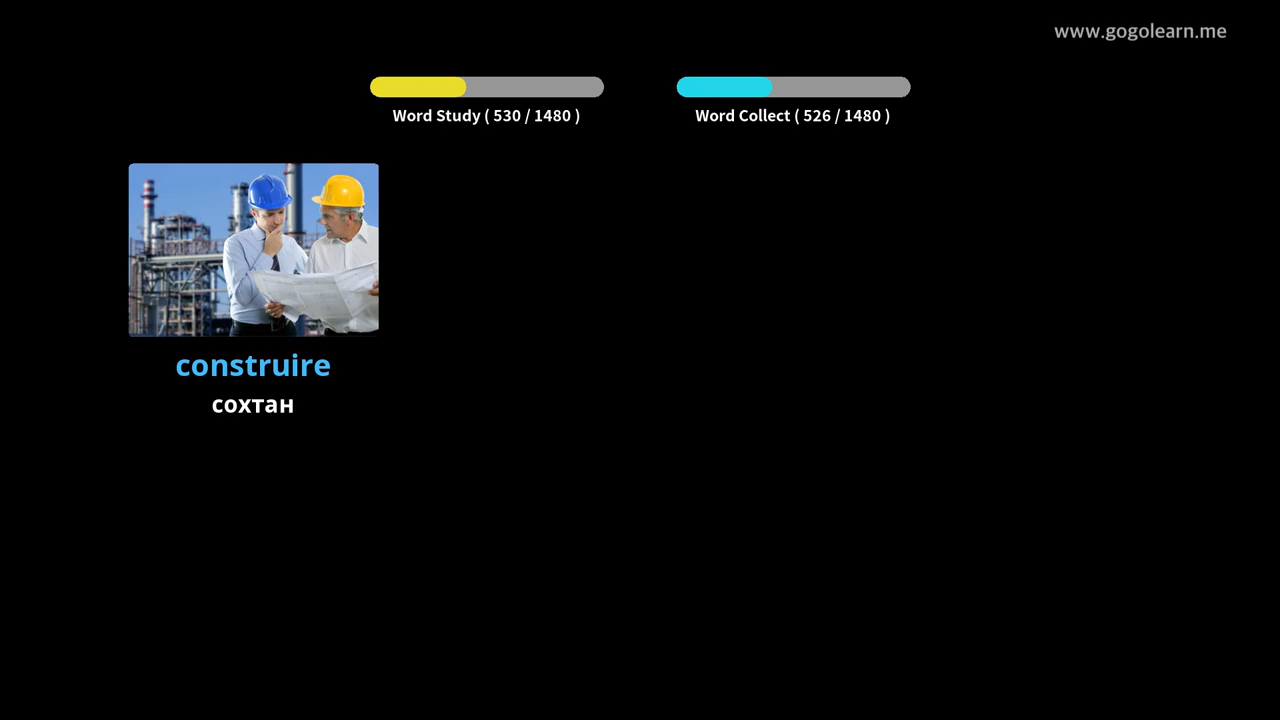 www.gogolearn.me
Word Study ( 530 / 1480 )
Word Collect ( 526 / 1480 )
construire
сохтан